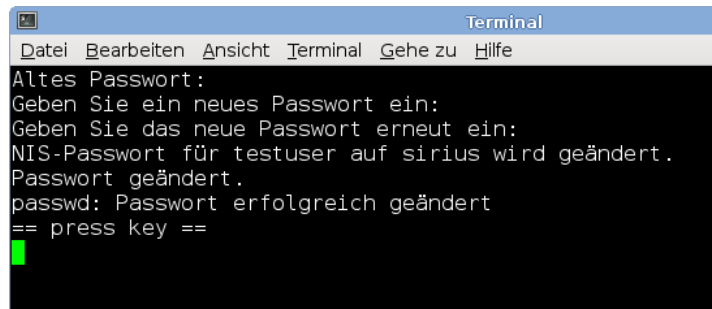 Terminal
Datei Bearbeiten Ansicht Terminal Gehe zu Hilfe
Altes Passwort:
Geben Sie ein neues Passwort ein:
Geben Sie das neue Passwort erneut ein:
NIS-Passwort für testuser auf sirius wird geändert.
Passwort geändert.
passwd: Passwort erfolgreich geändert
== press key ==